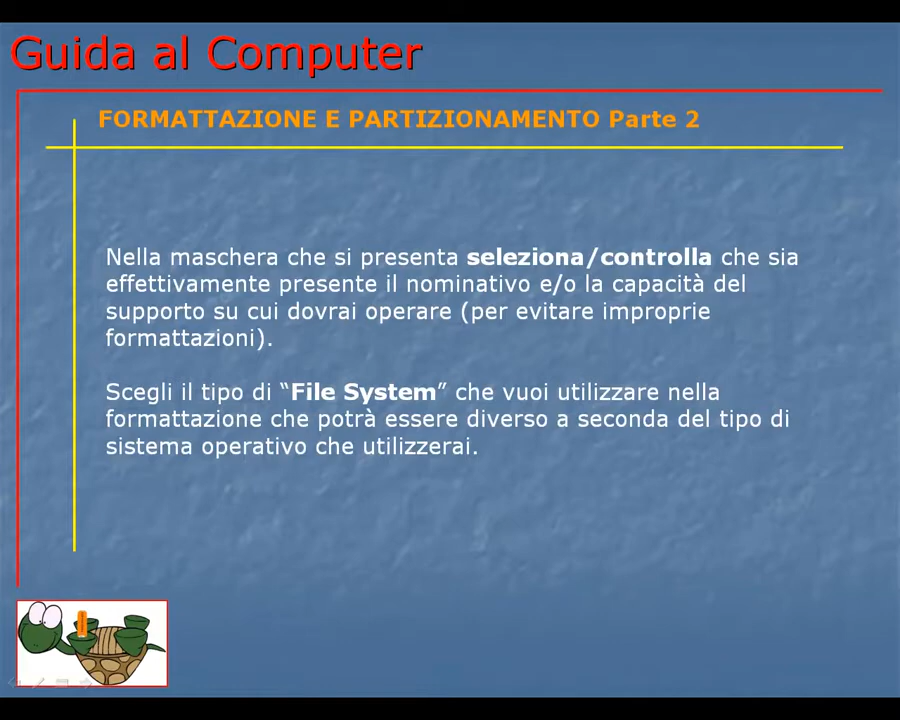 Guida al Computer
FORMATTAZIONE E PARTIZIONAMENTO Parte 2
Nella maschera che si presenta seleziona/controlla che sia
effettivamente presente il nominativo e/o la capacità del
supporto su cui dovrai operare (per evitare improprie
formattazioni).
Scegli il tipo di “File System” che vuoi utilizzare nella
formattazione che potrà essere diverso a seconda del tipo di
sistema operativo che utilizzerai.